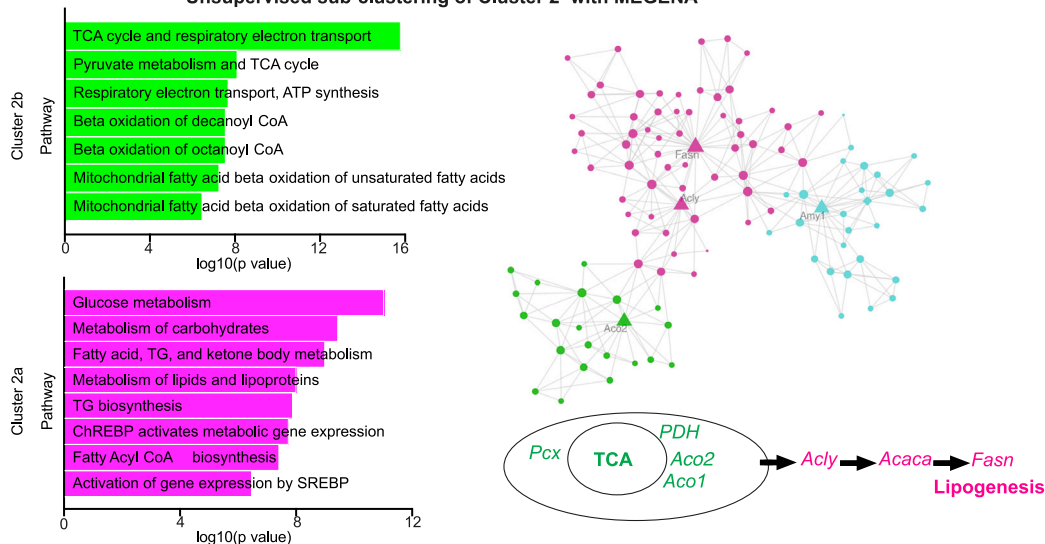 Unsupervised sub-clustering of Cluster 2 with MEGENA
Cluster 2b
Pathway
TCA cycle and respiratory electron transport
Pyruvate metabolism and TCA cycle
Respiratory electron transport, ATP synthesis
Beta oxidation of decanoyl CoA
Beta oxidation of octanoyl CoA
Mitochondrial fatty acid beta oxidation of unsaturated fatty acids
Mitochondrial fatty acid beta oxidation of saturated fatty acids
0 4 8 12 16
log10(p value)
Cluster 2a
Pathway
Glucose metabolism
Metabolism of carbohydrates
Fatty acid, TG, and ketone body metabolism
Metabolism of lipids and lipoproteins
TG biosynthesis
ChREBP activates metabolic gene expression
Fatty Acyl CoA biosynthesis
Activation of gene expression by SREBP
0 4 8 12
log10(p value)
Fasn
Acly
Amy1
Aco2
Pcx
TCA
PDH
Aco2
Aco1
Acly
Acaca
Fasn
Lipogenesis